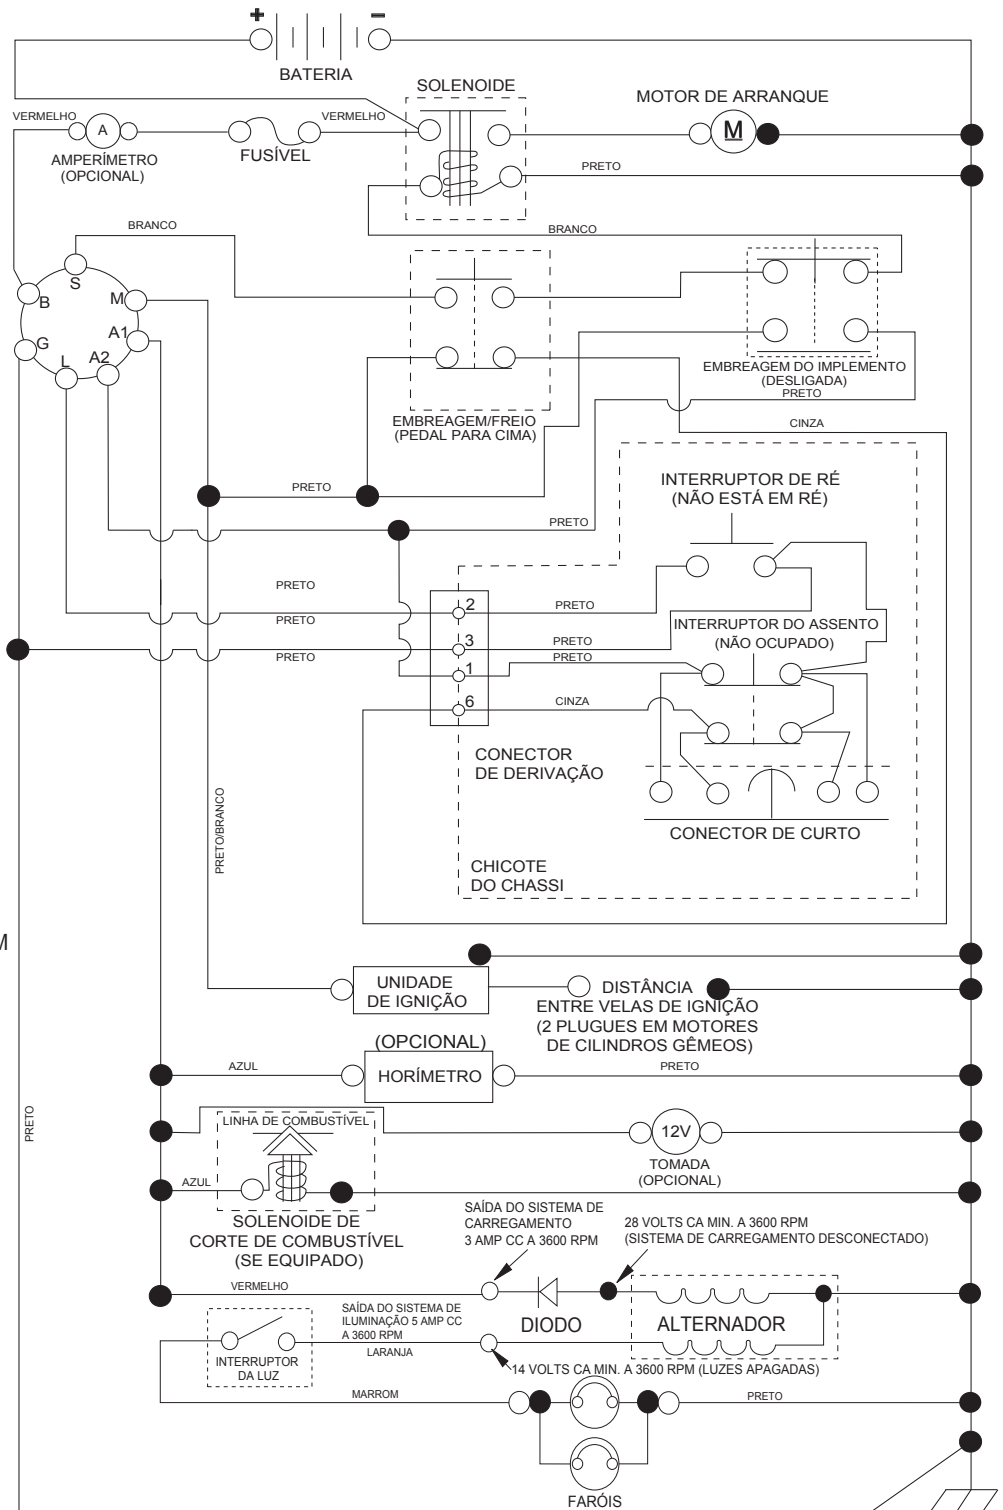 + −
BATERIA
SOLENOIDE
MOTOR DE ARRANQUE
VERMELHO
A
VERMELHO
M
AMPERÍMETRO
(OPCIONAL)
FUSÍVEL
PRETO
BRANCO
BRANCO
S
B
M
A1
G
L
A2
EMBREAGEM DO IMPLEMENTO
(DESLIGADA)
PRETO
EMBREAGEM/FREIO
(PEDAL PARA CIMA)
CINZA
INTERRUPTOR DE RÉ
(NÃO ESTÁ EM RÉ)
PRETO
PRETO
PRETO
2
PRETO
PRETO
INTERRUPTOR DO ASSENTO
(NÃO OCUPADO)
3
PRETO
PRETO
PRETO
1
6
CINZA
CONECTOR
DE DERIVAÇÃO
CONECTOR DE CURTO
PRETO/BRANCO
CHICOTE
DO CHASSI
M
UNIDADE
DE IGNIÇÃO
DISTÂNCIA
ENTRE VELAS DE IGNIÇÃO
(2 PLUGUES EM MOTORES
DE CILINDROS GÊMEOS)
(OPCIONAL)
AZUL
HORÍMETRO
PRETO
PRETO
LINHA DE COMBUSTÍVEL
12V
TOMADA
(OPCIONAL)
AZUL
SOLENOIDE DE
CORTE DE COMBUSTÍVEL
(SE EQUIPADO)
SAÍDA DO SISTEMA DE
CARREGAMENTO
3 AMP CC A 3600 RPM
28 VOLTS CA MIN. A 3600 RPM
(SISTEMA DE CARREGAMENTO DESCONECTADO)
VERMELHO
DIODO
ALTERNADOR
SAÍDA DO SISTEMA DE
ILUMINAÇÃO 5 AMP CC
A 3600 RPM
LARANJA
INTERRUPTOR
DA LUZ
14 VOLTS CA MIN. A 3600 RPM (LUZES APAGADAS)
MARROM
PRETO
FARÓIS